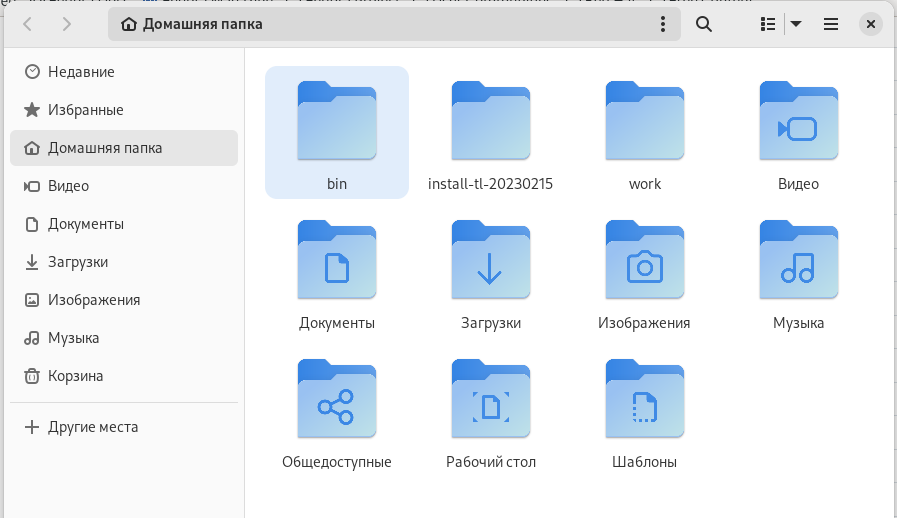 Домашняя папка
Недавние
Избранные
Домашняя папка
Видео
Документы
Загрузки
Изображения
Музыка
Корзина
Другие места
bin
install-tl-20230215
work
Видео
Документы
Загрузки
Изображения
Музыка
Общедоступные
Рабочий стол
Шаблоны